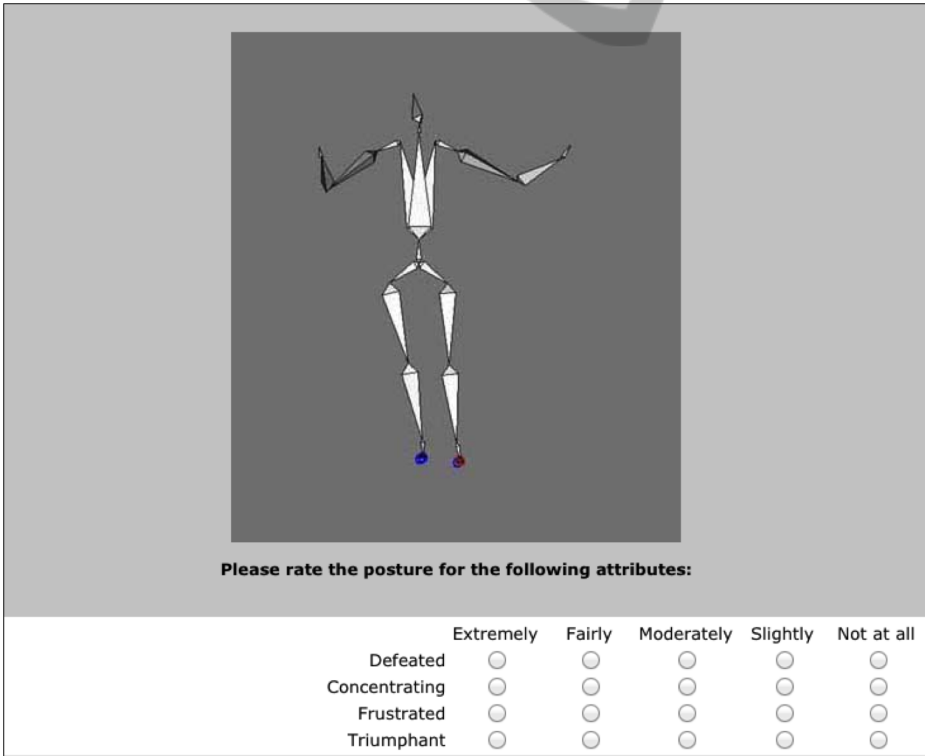 Please rate the posture for the following attributes:
Extremely Fairly Moderately Slightly Not at all
Defeated
Concentrating
Frustrated
Triumphant